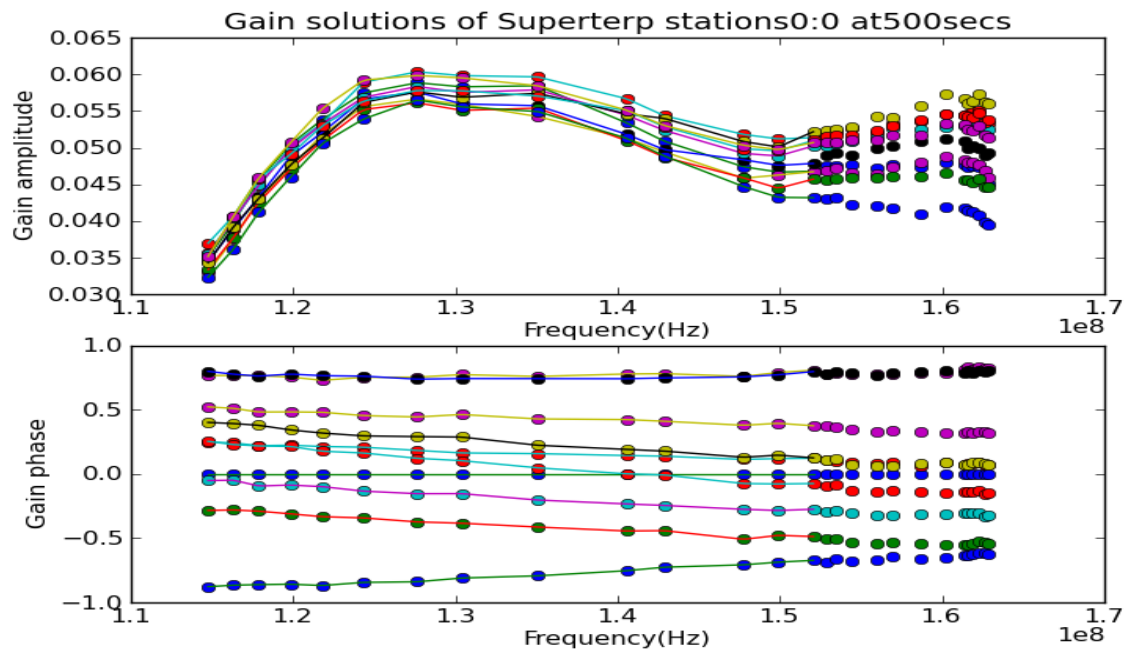 Gain solutions of Superterp stations0:0 at500secs
0.065
0.060
0.055
0.050
0.045
0.040
0.035
0.030
Gain amplitude
1.1 1.2 1.3 1.4 1.5 1.6 1.7
Frequency(Hz)
1e8
1.0
0.5
0.0
−0.5
−1.0
Gain phase
1.1 1.2 1.3 1.4 1.5 1.6 1.7
Frequency(Hz)
1e8